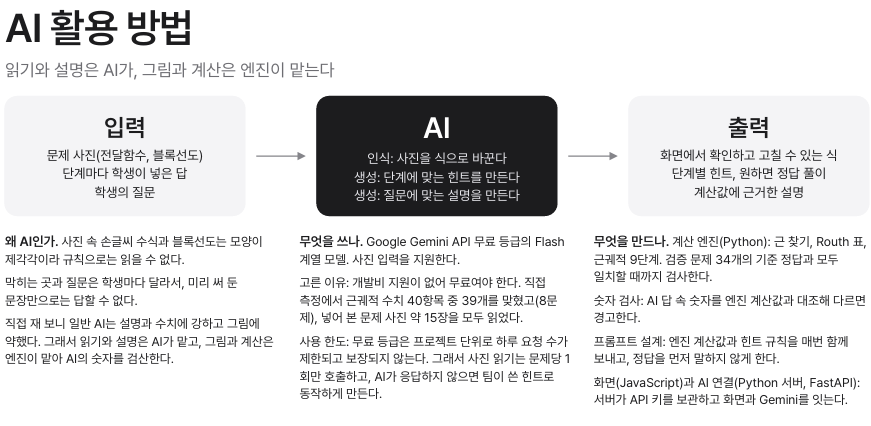 AI 활용 방법
읽기와 설명은 AI가, 그림과 계산은 엔진이 맡는다
입력
문제 사진(전달함수, 블록선도)
단계마다 학생이 넣은 답
학생의 질문
AI
인식: 사진을 식으로 바꾼다
생성: 단계에 맞는 힌트를 만든다
생성: 질문에 맞는 설명을 만든다
출력
화면에서 확인하고 고칠 수 있는 식
단계별 힌트, 원하면 정답 풀이
계산값에 근거한 설명
왜 AI인가. 사진 속 손글씨 수식과 블록선도는 모양이
제각각이라 규칙으로는 읽을 수 없다.
막히는 곳과 질문은 학생마다 달라서, 미리 써 둔
문장만으로는 답할 수 없다.
직접 재 보니 일반 AI는 설명과 수치에 강하고 그림에
약했다. 그래서 읽기와 설명은 AI가 맡고, 그림과 계산은
엔진이 맡아 AI의 숫자를 검산한다.
무엇을 쓰나. Google Gemini API 무료 등급의 Flash
계열 모델. 사진 입력을 지원한다.
고른 이유: 개발비 지원이 없어 무료여야 한다. 직접
측정에서 근궤적 수치 40항목 중 39개를 맞혔고(8문
제), 넣어 본 문제 사진 약 15장을 모두 읽었다.
사용 한도: 무료 등급은 프로젝트 단위로 하루 요청 수가
제한되고 보장되지 않는다. 그래서 사진 읽기는 문제당 1
회만 호출하고, AI가 응답하지 않으면 팀이 쓴 힌트로
동작하게 만든다.
무엇을 만드나. 계산 엔진(Python): 근 찾기, Routh 표,
근궤적 9단계. 검증 문제 34개의 기준 정답과 모두
일치할 때까지 검사한다.
숫자 검사: AI 답 속 숫자를 엔진 계산값과 대조해 다르면
경고한다.
프롬프트 설계: 엔진 계산값과 힌트 규칙을 매번 함께
보내고, 정답을 먼저 말하지 않게 한다.
화면(JavaScript)과 AI 연결(Python 서버, FastAPI):
서버가 API 키를 보관하고 화면과 Gemini를 잇는다.